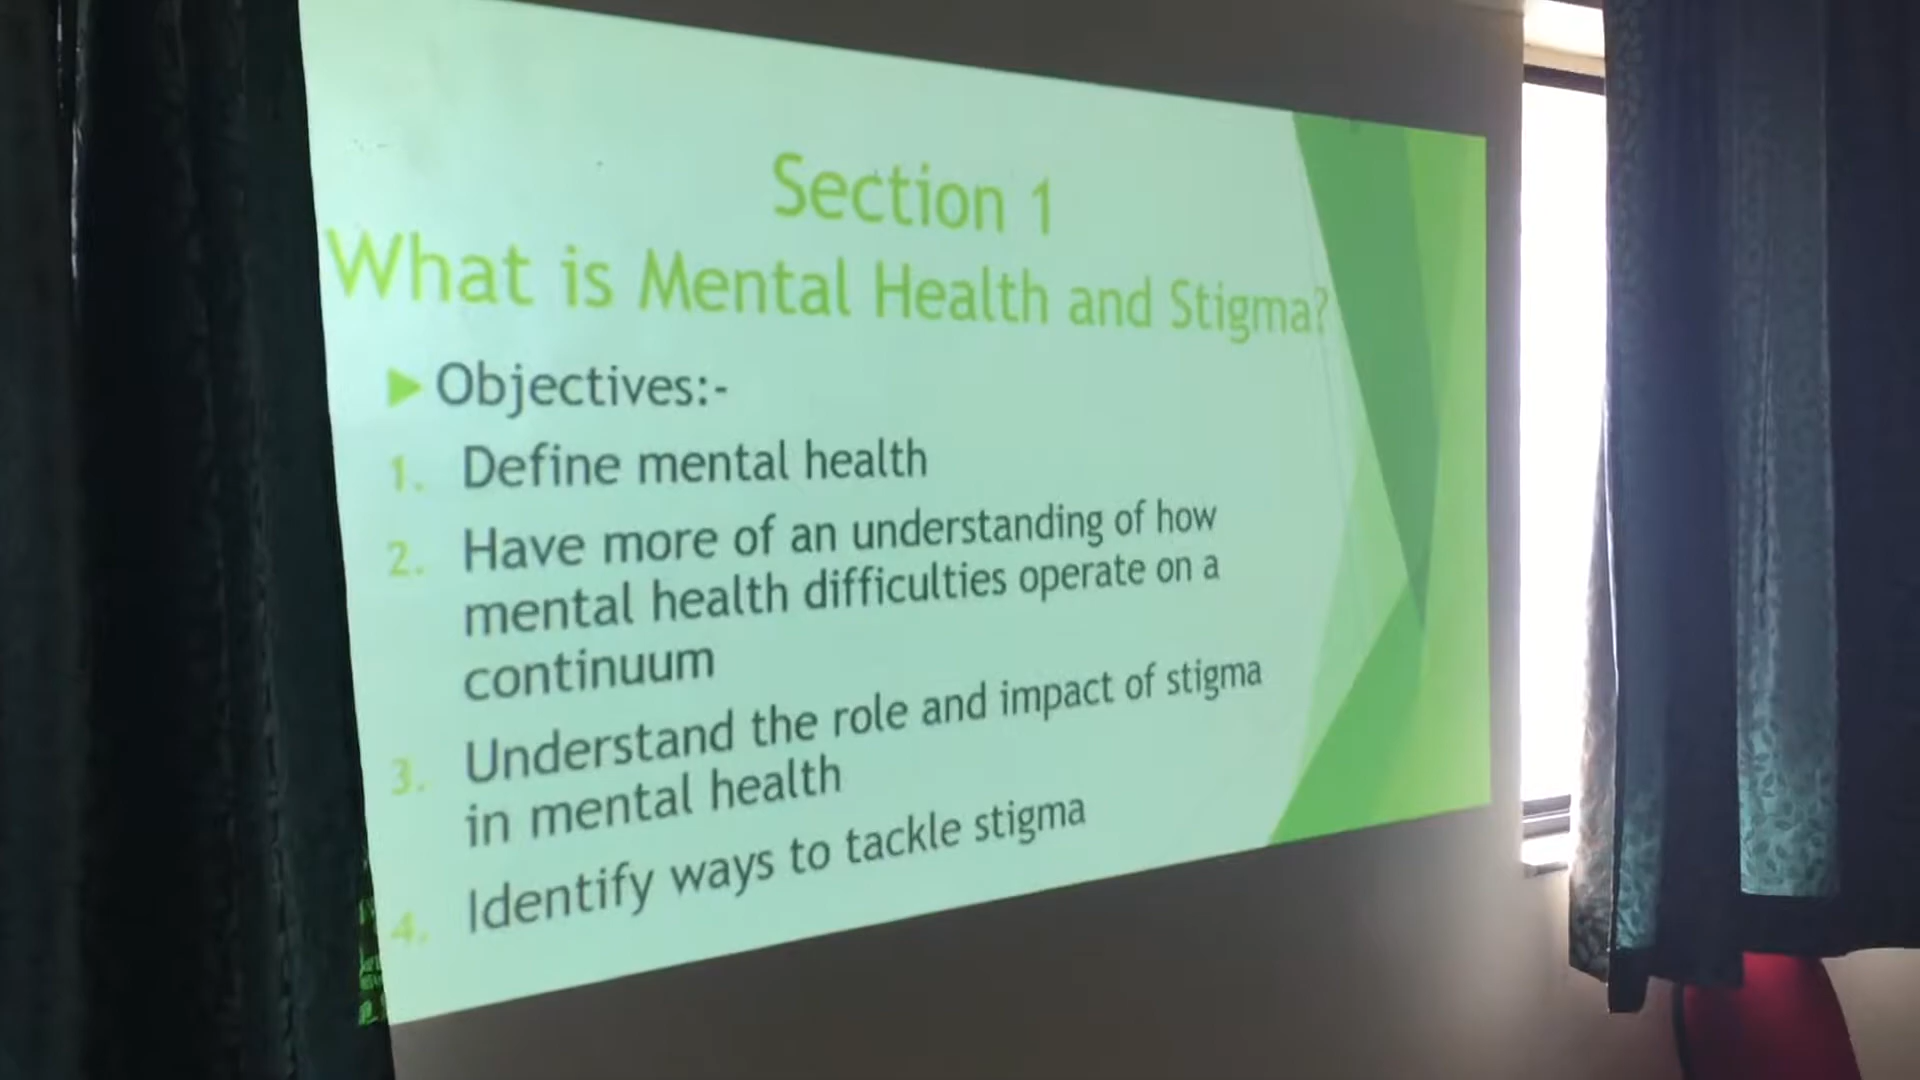 Section 1
What is Mental Health and Stigma?
Objectives:-
1. Define mental health
2. Have more of an understanding of how
mental health difficulties operate on a
continuum
3. Understand the role and impact of stigma
in mental health
4. Identify ways to tackle stigma